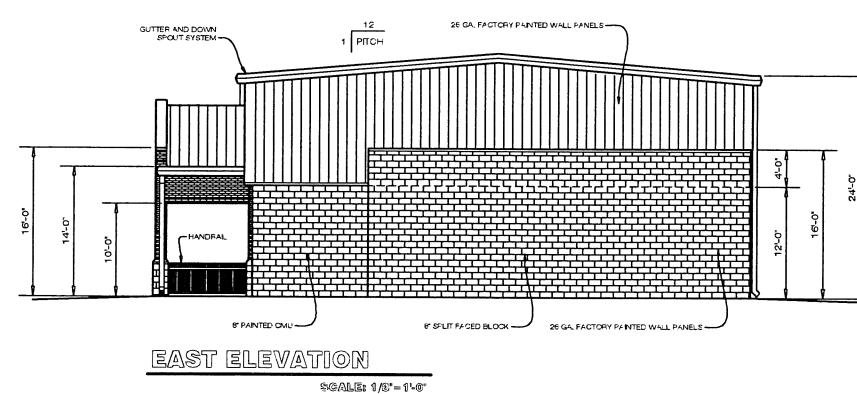 GUTTER AND DOWN
SPOUT SYSTEM
12
1 PITCH
26 GA. FACTORY PAINTED WALL PANELS
16'-0"
14'-0"
10'-0"
HANDRAIL
4'-0"
12'-0"
16'-0"
24'-0"
8" PAINTED CMU
8" SPLIT FACED BLOCK
26 GA. FACTORY PAINTED WALL PANELS
EAST ELEVATION
SCALE: 1/8"=1'-0"